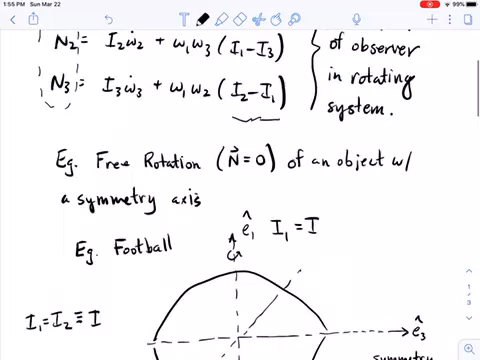 1:55 PM Sun Mar 22
99%
N₂ = I₂ω̇₂ + ω₁ω₃ (I₁-I₃)
N₃ = I₃ω̇₃ + ω₁ω₂ (I₂-I₁)
of observer
in rotating
system.
Eg. Free Rotation (N⃗=0) of an object w/
a symmetry axis
ê₁ I₁ = I
Eg. Football
I₁=I₂≡I
ê₃
symmetry
1
3